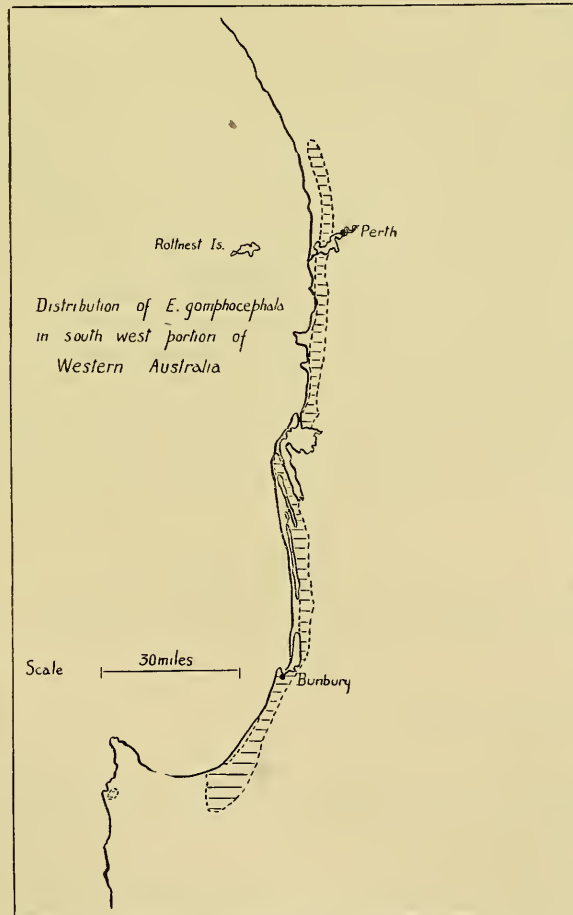 Perth
Rottnest Is.
Distribution of E. gomphocephala
in south west portion of
Western Australia
Scale
30 miles
Bunbury